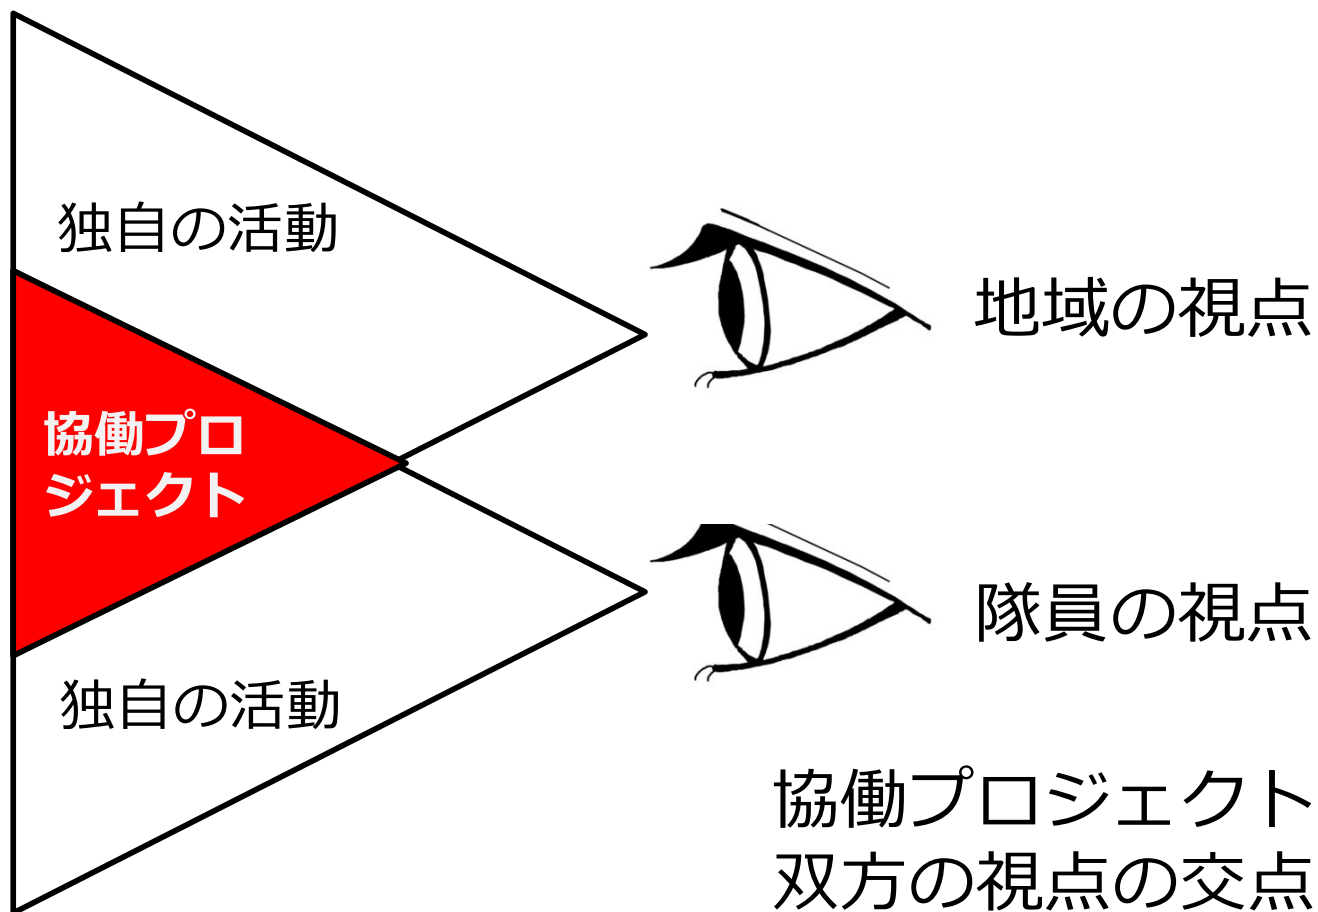 独自の活動
地域の視点
協働プロ
ジェクト
隊員の視点
独自の活動
協働プロジェクト
双方の視点の交点